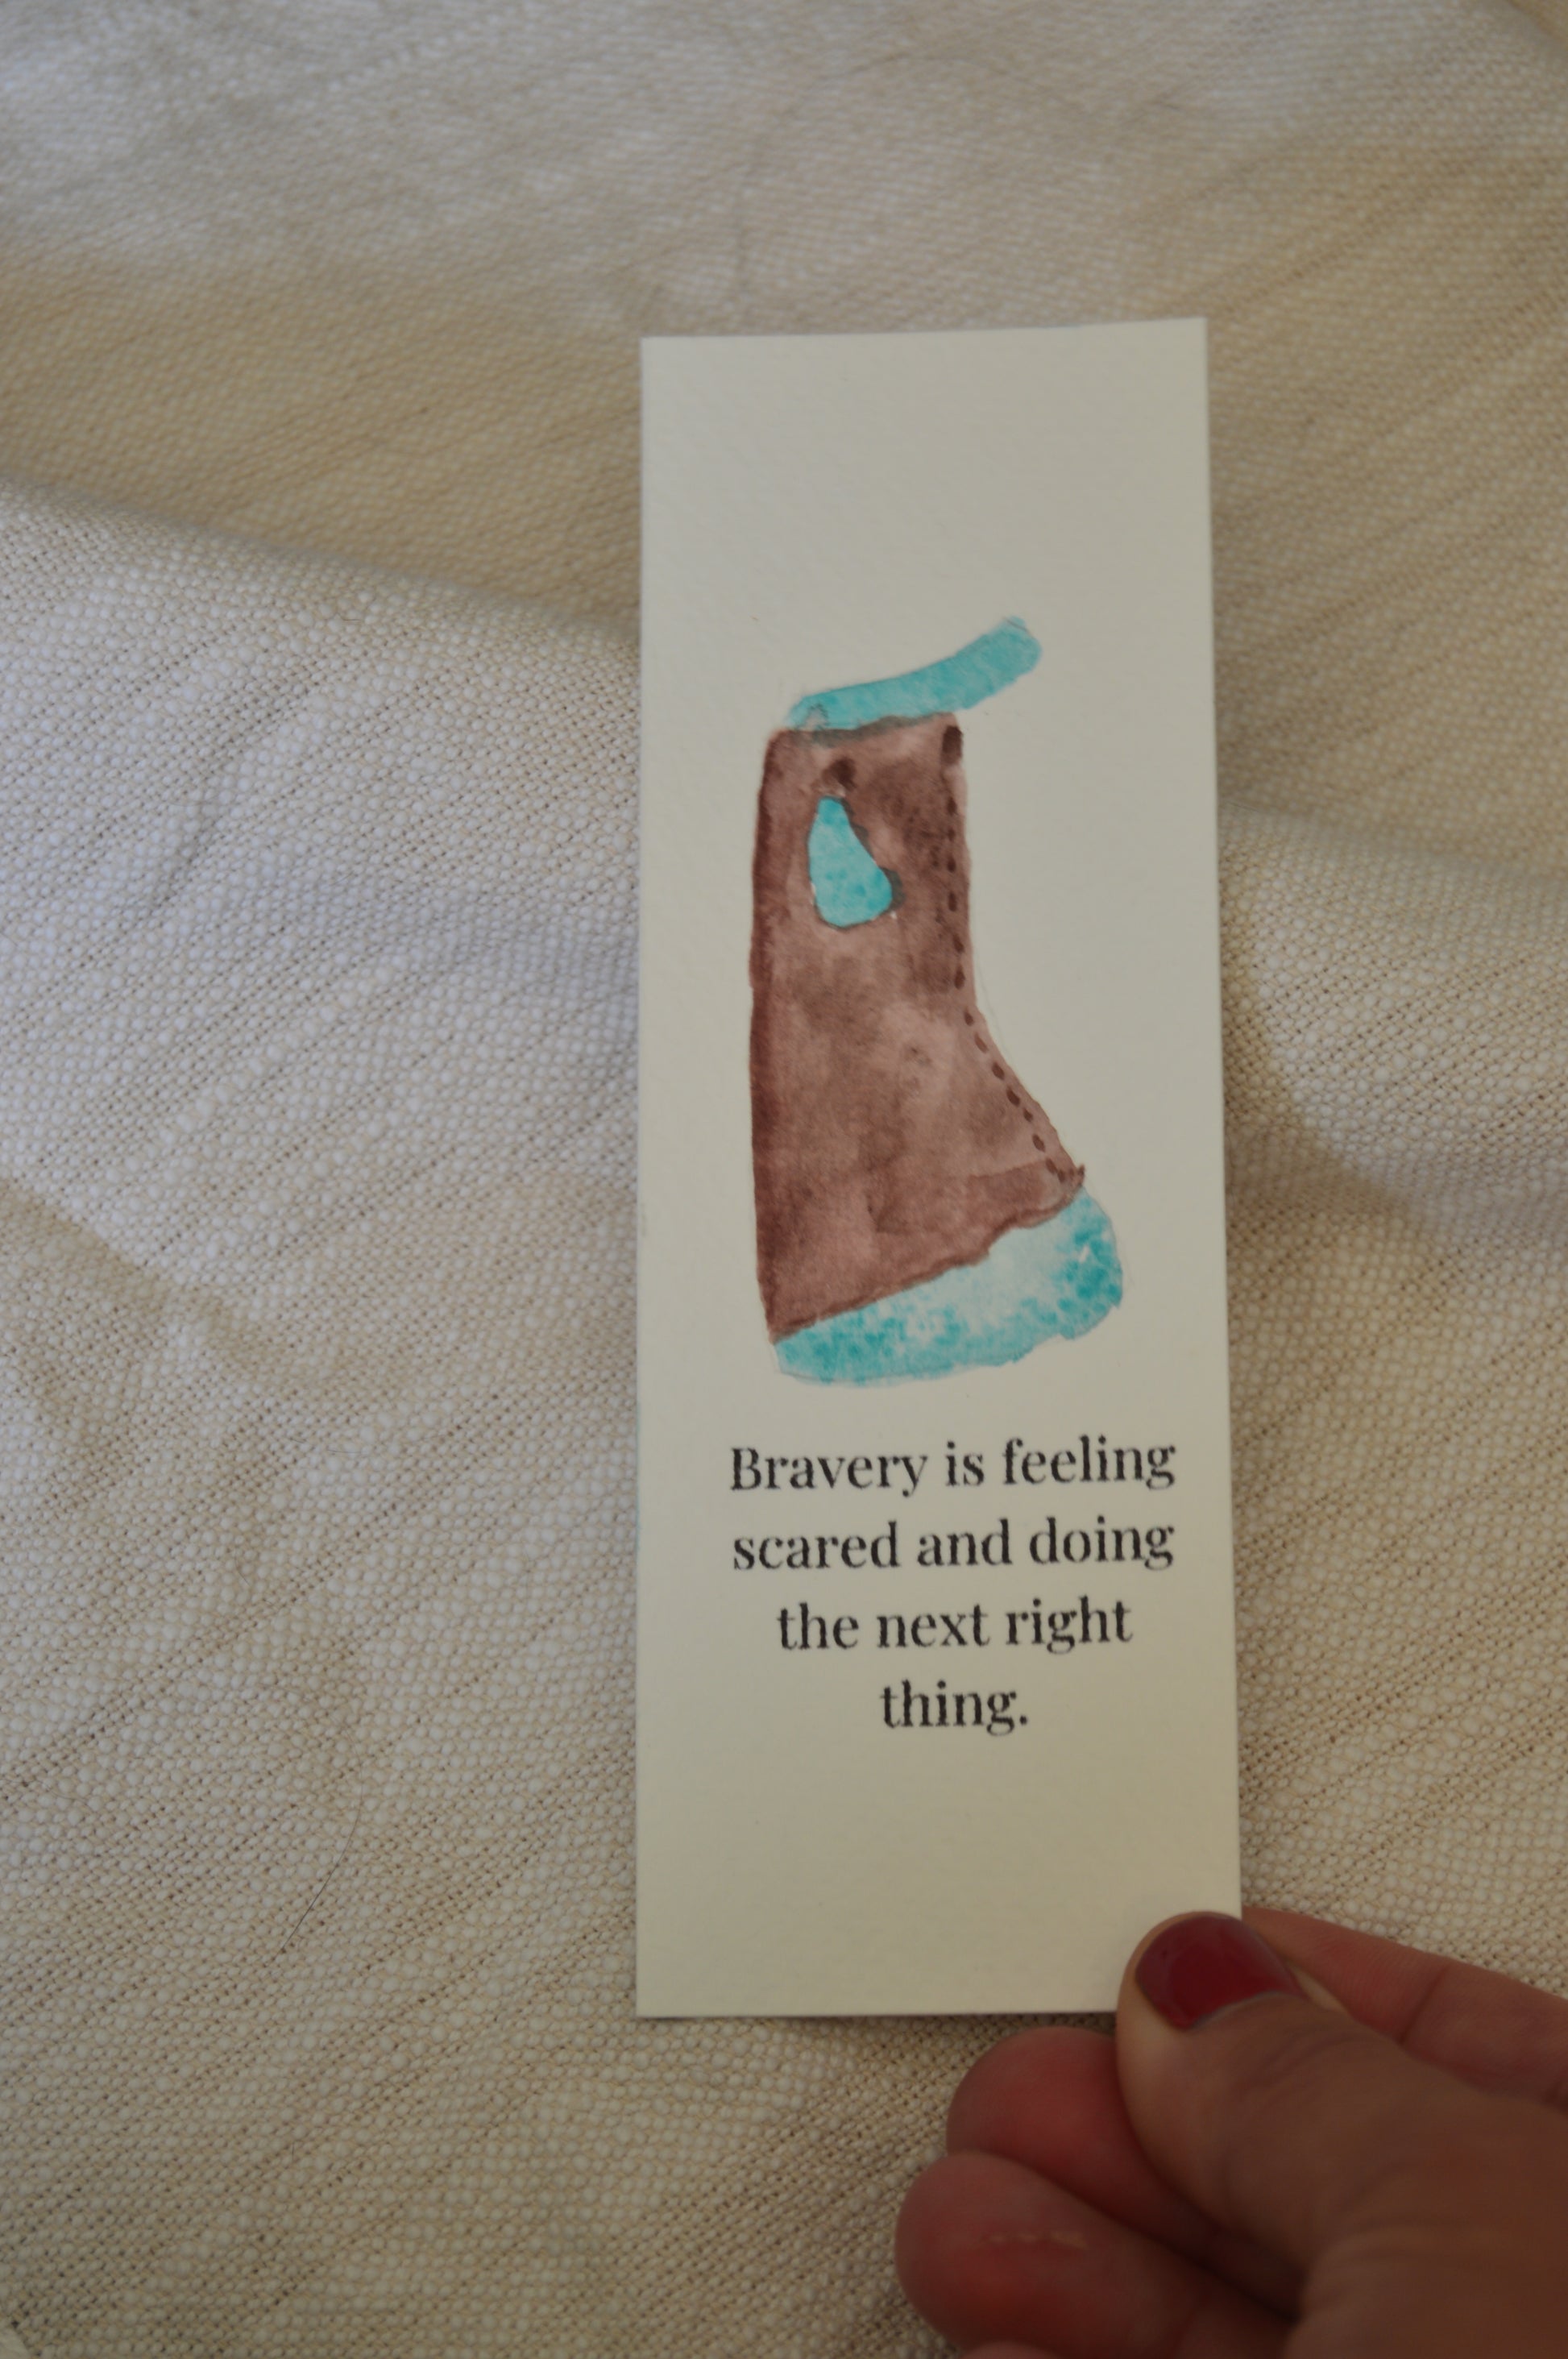 Bravery is feeling
scared and doing
the next right
thing.